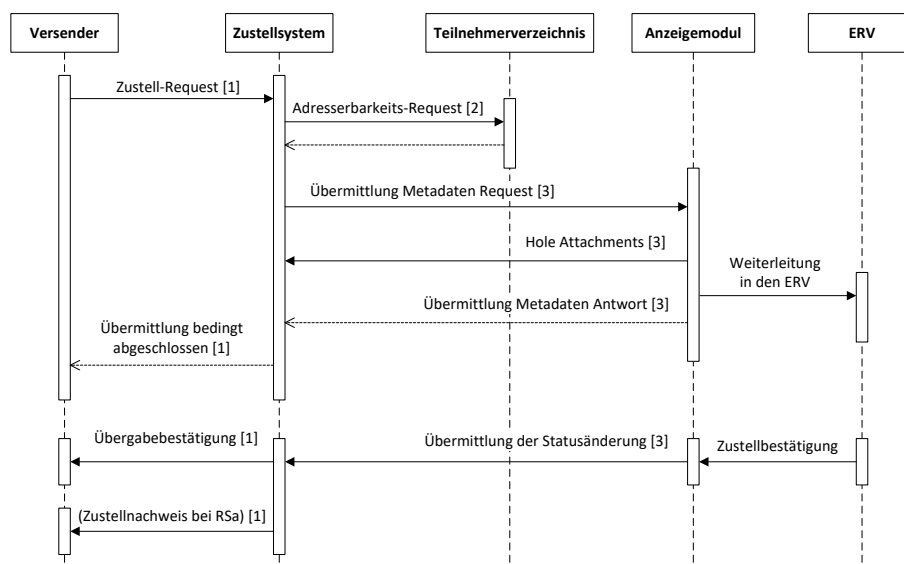 Versender
Zustellsystem
Teilnehmerverzeichnis
Anzeigemodul
ERV
Zustell-Request [1]
Adresserbarkeits-Request [2]
Übermittlung Metadaten Request [3]
Hole Attachments [3]
Weiterleitung
in den ERV
Übermittlung Metadaten Antwort [3]
Übermittlung bedingt
abgeschlossen [1]
Übergabebestätigung [1]
Übermittlung der Statusänderung [3]
Zustellbestätigung
(Zustellnachweis bei RSa) [1]